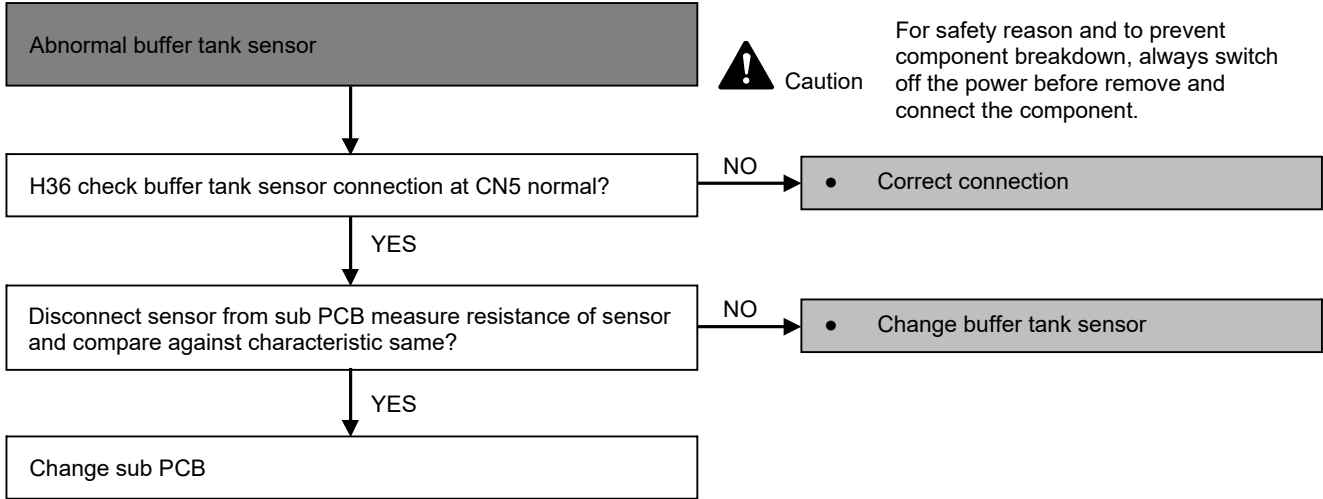 Abnormal buffer tank sensor
Caution
For safety reason and to prevent
component breakdown, always switch
off the power before remove and
connect the component.
H36 check buffer tank sensor connection at CN5 normal?
NO
• Correct connection
YES
Disconnect sensor from sub PCB measure resistance of sensor
and compare against characteristic same?
NO
• Change buffer tank sensor
YES
Change sub PCB